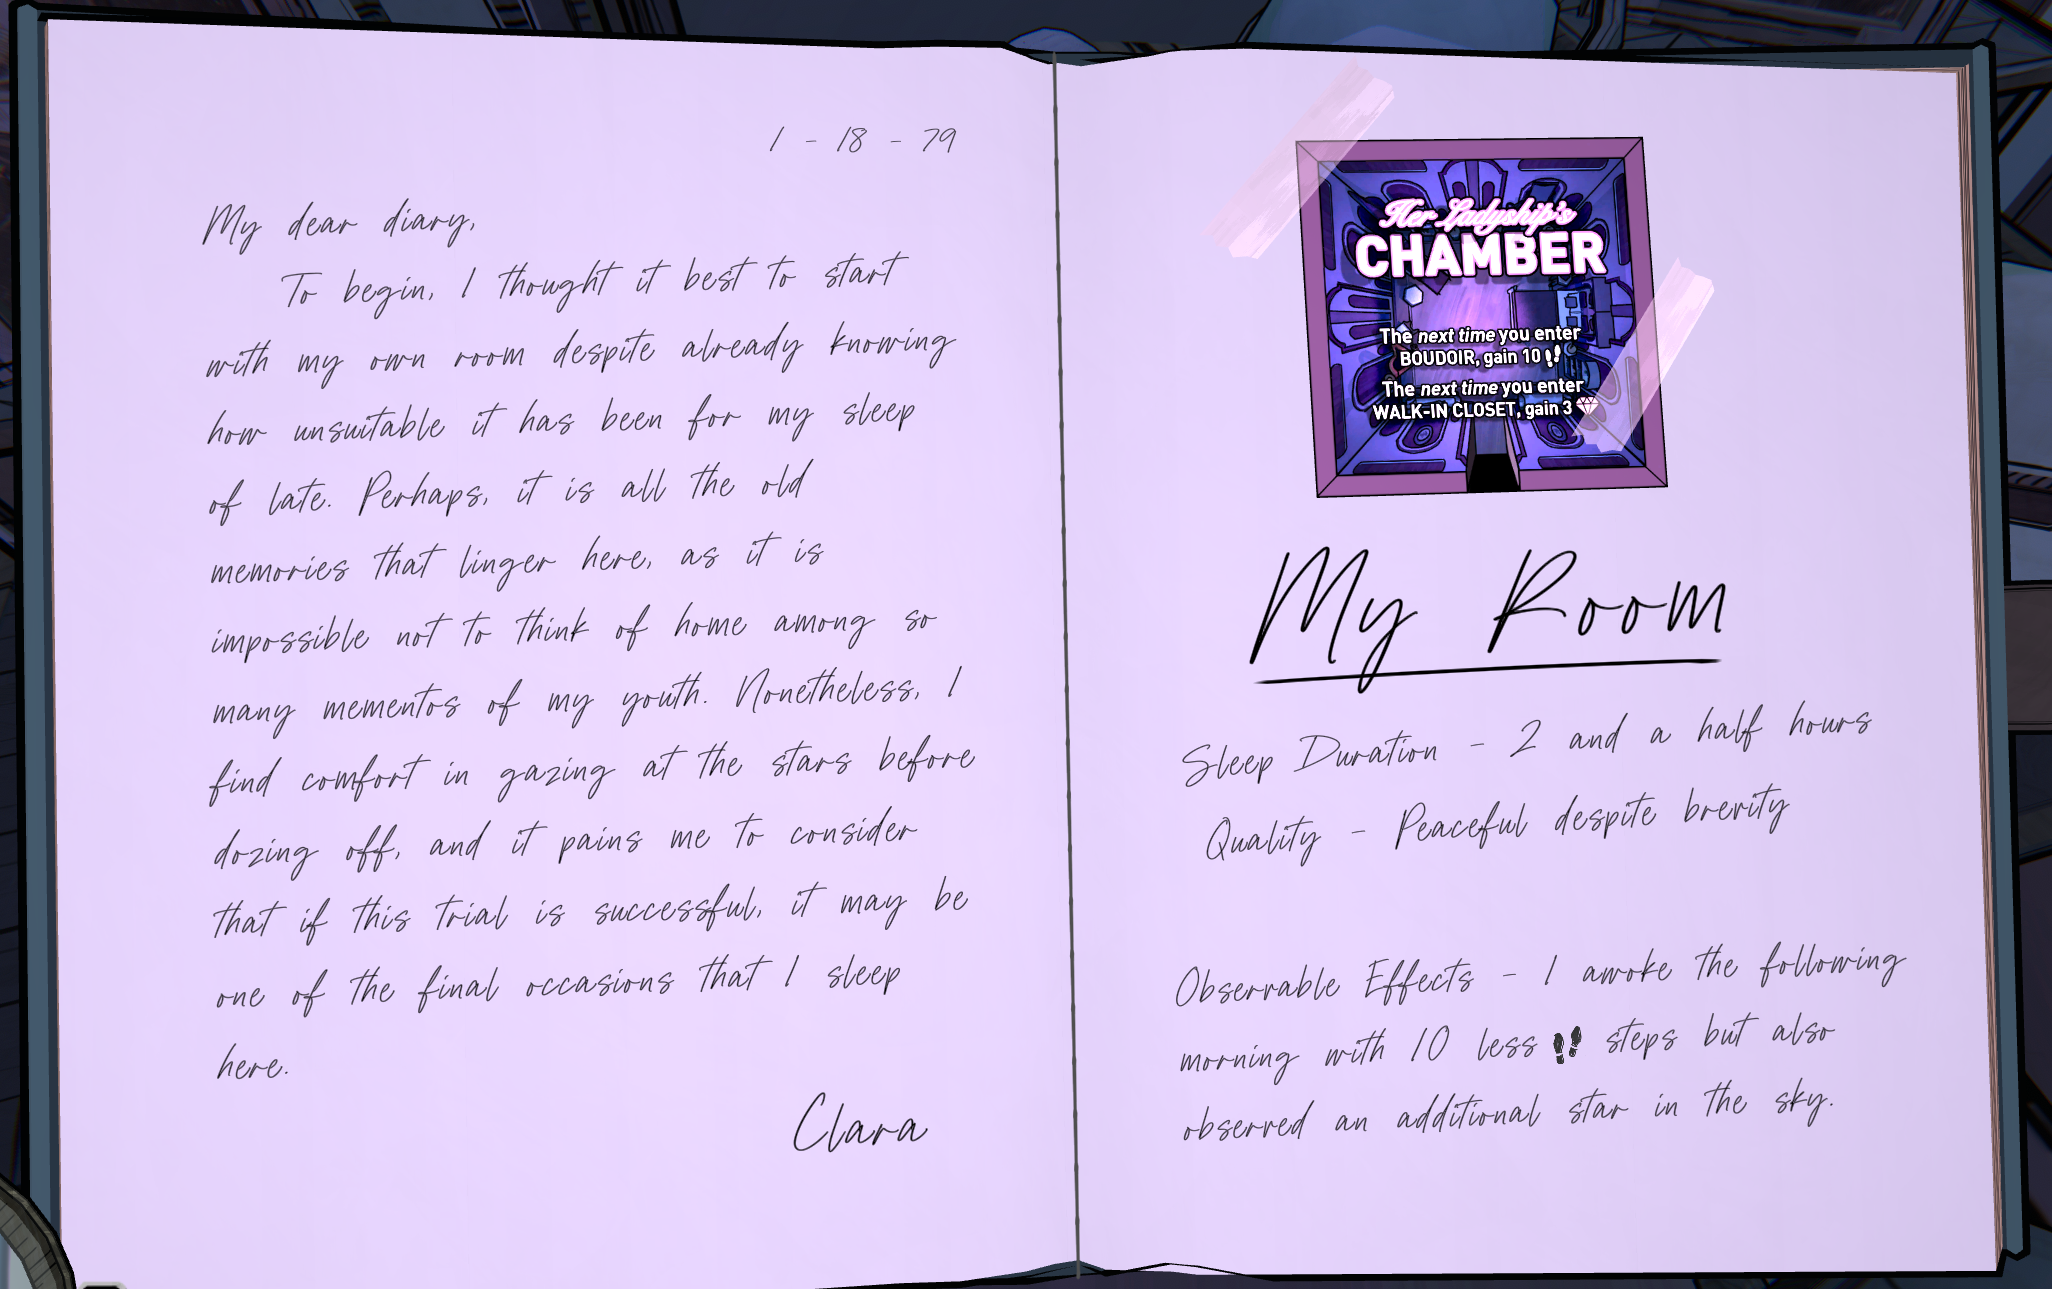 1 - 18 - 79
My dear diary,
To begin, I thought it best to start
with my own room despite already knowing
how unsuitable it has been for my sleep
of late. Perhaps, it is all the old
memories that linger here, as it is
impossible not to think of home among so
many mementos of my youth. Nonetheless, I
find comfort in gazing at the stars before
dozing off, and it pains me to consider
that if this trial is successful, it may be
one of the final occasions that I sleep
here.
Clara
Her Ladyship's
CHAMBER
The next time you enter
BOUDOIR, gain 10
The next time you enter
WALK-IN CLOSET, gain 3
My Room
Sleep Duration - 2 and a half hours
Quality - Peaceful despite brevity
Observable Effects - I awoke the following
morning with 10 less steps but also
observed an additional star in the sky.